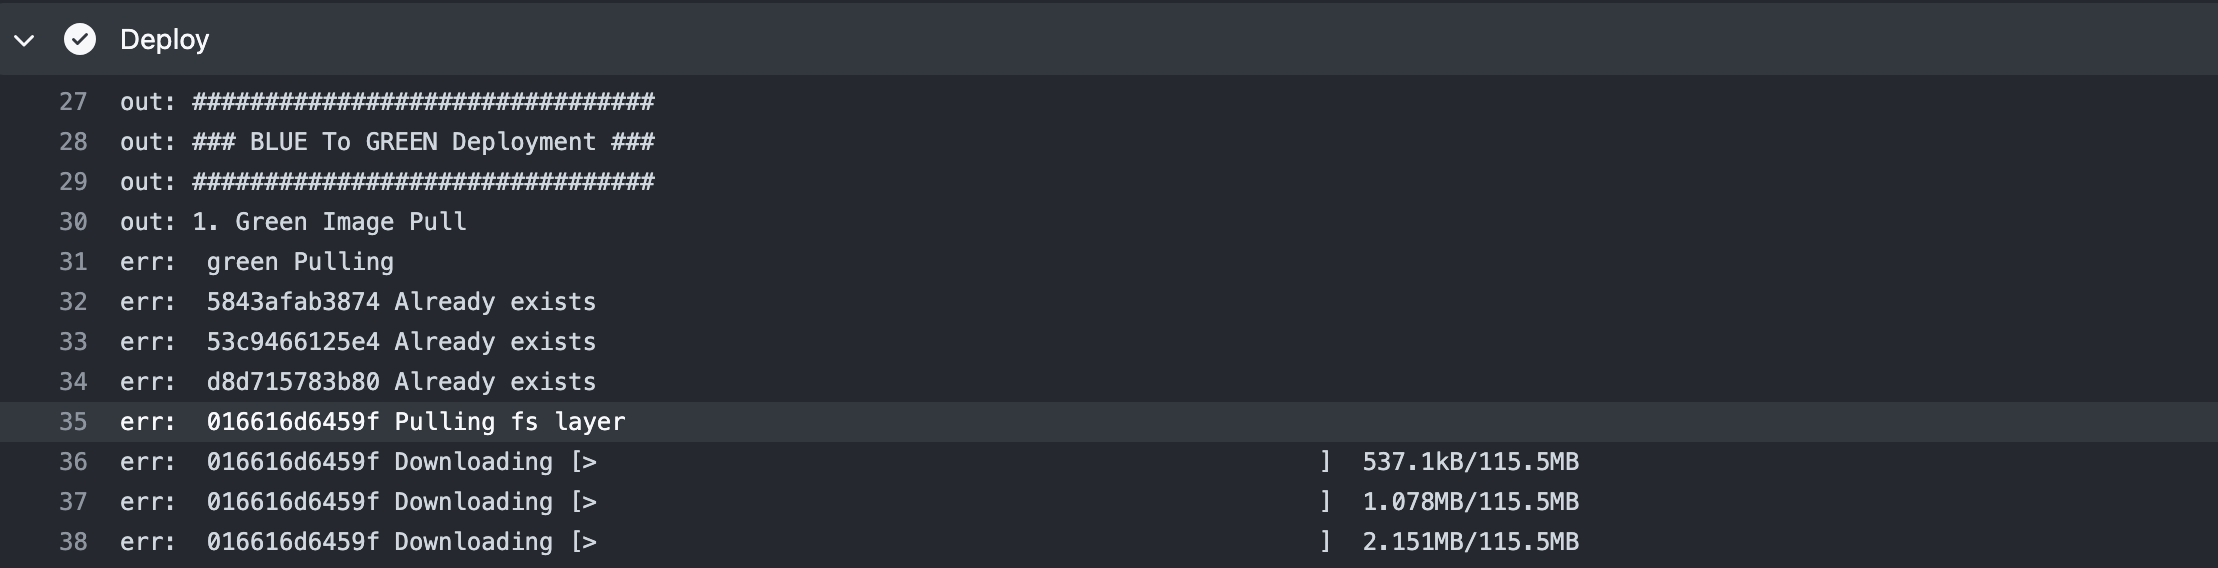 Deploy
27 out: ################################
28 out: ### BLUE To GREEN Deployment ###
29 out: ################################
30 out: 1. Green Image Pull
31 err:  green Pulling
32 err:  5843afab3874 Already exists
33 err:  53c9466125e4 Already exists
34 err:  d8d715783b80 Already exists
35 err:  016616d6459f Pulling fs layer
36 err:  016616d6459f Downloading [>                                                  ]  537.1kB/115.5MB
37 err:  016616d6459f Downloading [>                                                  ]  1.078MB/115.5MB
38 err:  016616d6459f Downloading [>                                                  ]  2.151MB/115.5MB